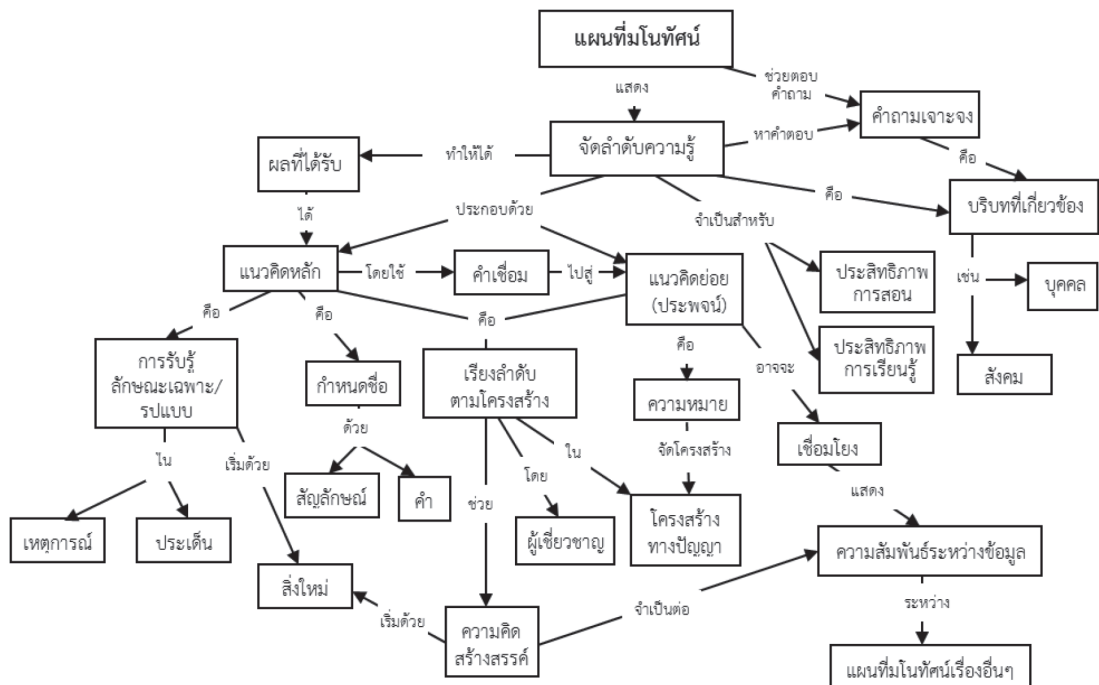 แผนที่มโนทัศน์
ช่วยตอบ
คำถาม
แสดง
คำถามเจาะจง
จัดลำดับความรู้
หาคำตอบ
ทำให้ได้
ผลที่ได้รับ
คือ
คือ
บริบทที่เกี่ยวข้อง
ประกอบด้วย
จำเป็นสำหรับ
ได้
แนวคิดหลัก
โดยใช้
คำเชื่อม
ไปสู่
แนวคิดย่อย
(ประพจน์)
ประสิทธิภาพ
การสอน
เช่น
บุคคล
คือ
คือ
คือ
คือ
อาจจะ
ประสิทธิภาพ
การเรียนรู้
สังคม
การรับรู้
ลักษณะเฉพาะ/
รปแบบ
กำหนดชื่อ
เรียงลำดับ
ตามโครงสร้าง
ความหมาย
ด้วย
เชื่อมโยง
ไน
เริ่มด้วย
ใน
จัดโครงสร้าง
โดย
ช่วย
แสดง
สัญลักษณ์
คำ
เหตุการณ์
ประเด็น
ผู้เชี่ยวชาญ
โครงสร้าง
ทางปัญญา
ความสัมพันธ์ระหว่างข้อมูล
สิ่งใหม่
เริ่มด้วย
จำเป็นต่อ
ระหว่าง
ความคิด
สร้างสรรค์
แผนที่มโนทัศน์เรื่องอื่นๆ